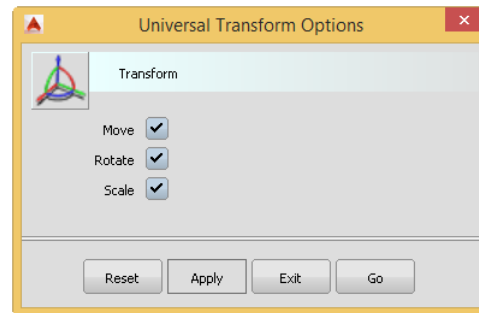 Universal Transform Options
Transform
Move
Rotate
Scale
Reset Apply Exit Go